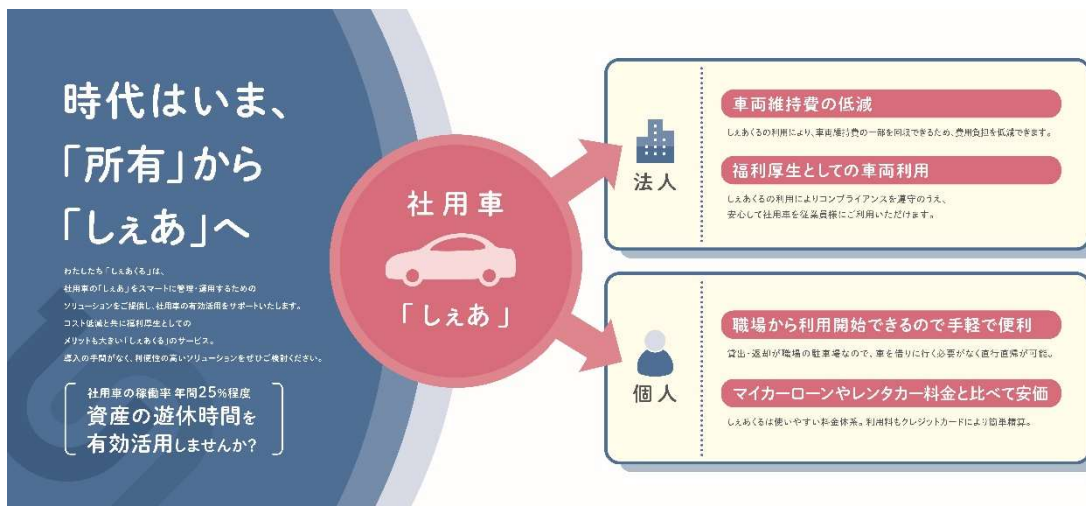 時代はいま、
「所有」から
「しぇあ」へ
わたしたち「しぇあくる」は、
社用車の「しぇあ」をスマートに管理・運用するための
ソリューションをご提供し、社用車の有効活用をサポートいたします。
コスト低減と共に福利厚生としての
メリットも大きい「しぇあくる」のサービス。
導入の手間がなく、利便性の高いソリューションをぜひご検討ください。
社用車の稼働率 年間25%程度
資産の遊休時間を
有効活用しませんか?
社用車
「しぇあ」
法人
車両維持費の低減
しぇあくるの利用により、車両維持費の一部を回収できるため、費用負担を低減できます。
福利厚生としての車両利用
しぇあくるの利用によりコンプライアンスを遵守のうえ、
安心して社用車を従業員様にご利用いただけます。
個人
職場から利用開始できるので手軽で便利
貸出・返却が職場の駐車場なので、車を借りに行く必要がなく直行直帰が可能。
マイカーローンやレンタカー料金と比べて安価
しぇあくるは使いやすい料金体系。利用料もクレジットカードにより簡単精算。